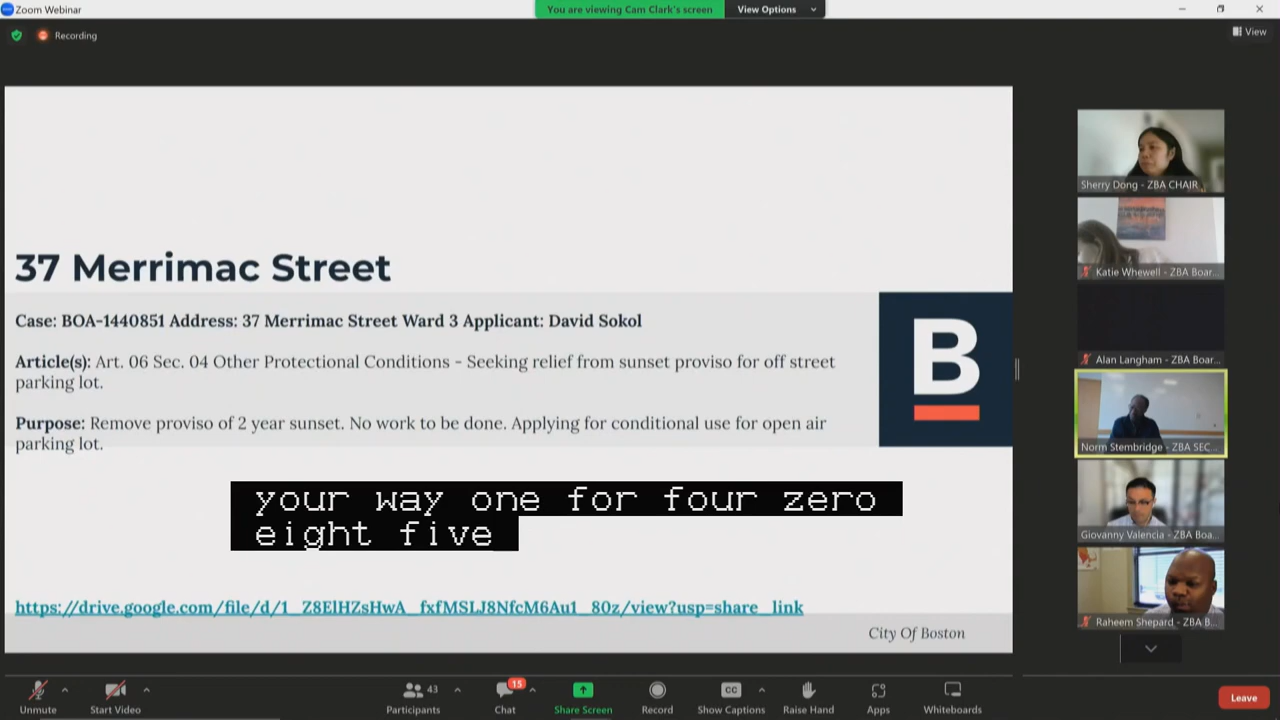 Zoom Webinar
You are viewing Cam Clark's screen
View Options
Recording
View
37 Merrimac Street
Case: BOA-1440851 Address: 37 Merrimac Street Ward 3 Applicant: David Sokol
Article(s): Art. 06 Sec. 04 Other Protectional Conditions - Seeking relief from sunset proviso for off street
parking lot.
Purpose: Remove proviso of 2 year sunset. No work to be done. Applying for conditional use for open air
parking lot.
B
your way one for four zero
eight five
https://drive.google.com/file/d/1_Z8ElHZsHwA_fxfMSLJ8NfcM6Au1_80z/view?usp=share_link
City Of Boston
Sherry Dong - ZBA CHAIR
Katie Whewell - ZBA Boar...
Alan Langham - ZBA Boar...
Norm Stembridge - ZBA SEC...
Giovanny Valencia - ZBA Boa...
Raheem Shepard - ZBA B...
Unmute
Start Video
43
Participants
15
Chat
Share Screen
Record
CC
Show Captions
Raise Hand
Apps
Whiteboards
Leave